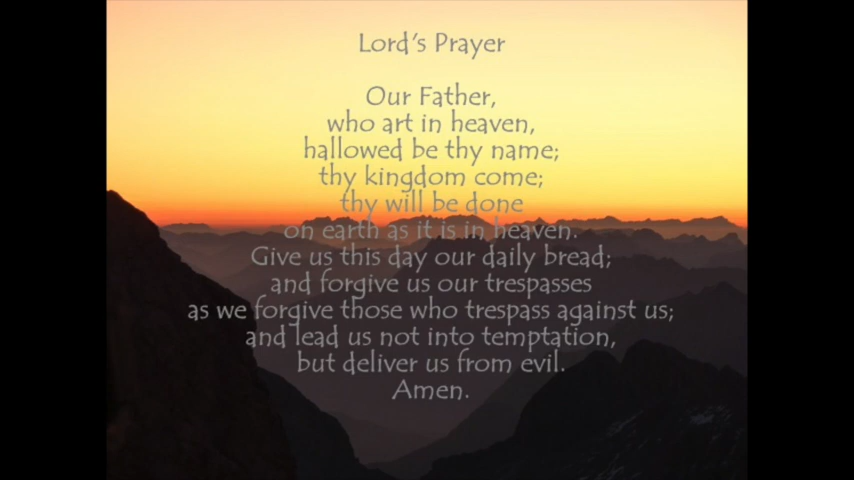 Lord's Prayer
Our Father,
who art in heaven,
hallowed be thy name;
thy kingdom come;
thy will be done
on earth as it is in heaven.
Give us this day our daily bread;
and forgive us our trespasses
as we forgive those who trespass against us;
and lead us not into temptation,
but deliver us from evil.
Amen.